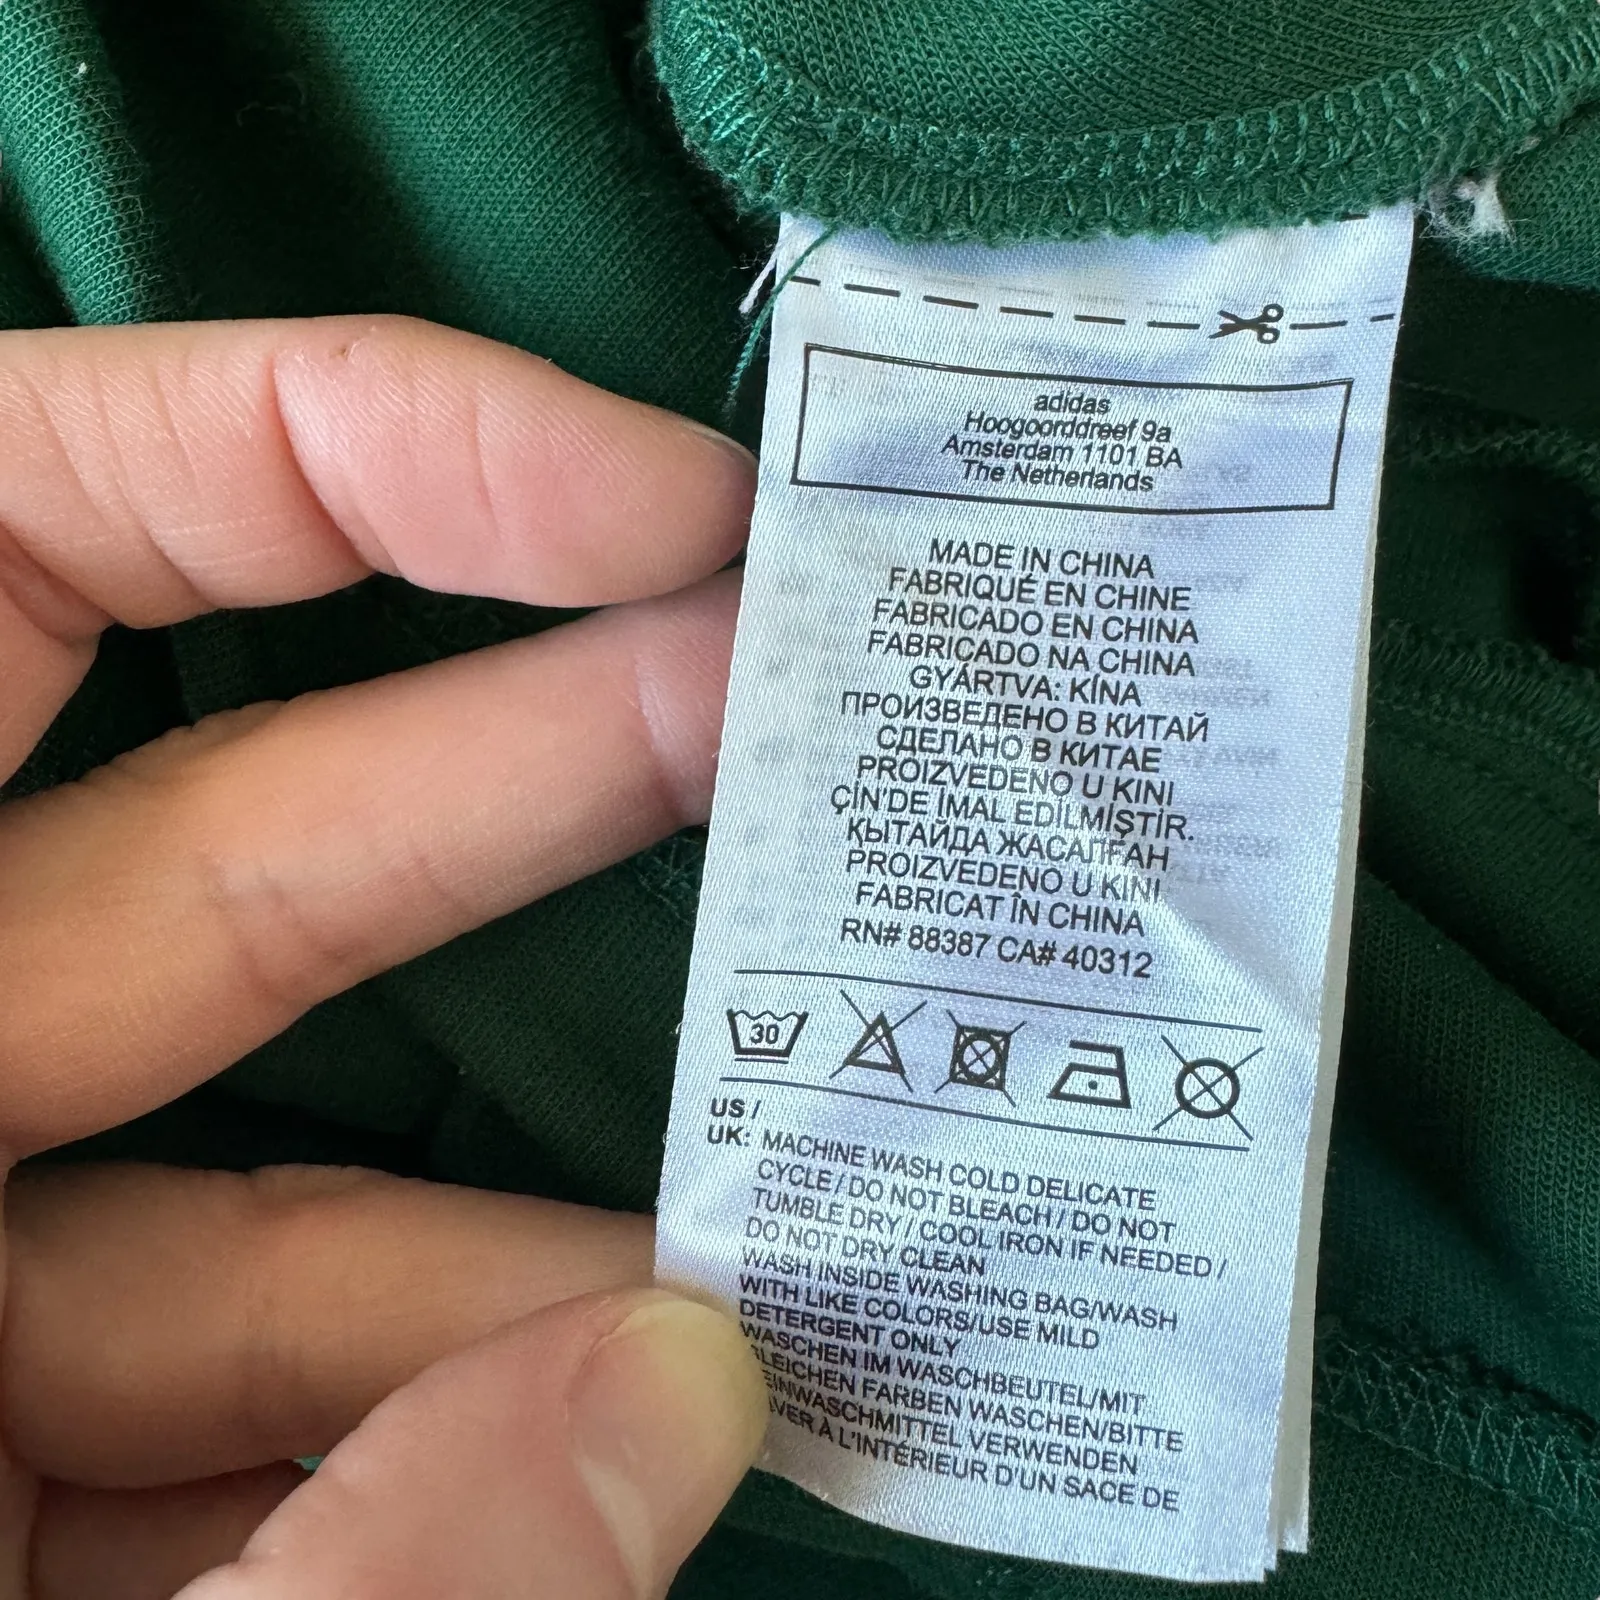 adidas
Hoogoorddreef 9a
Amsterdam 1101 BA
The Netherlands
MADE IN CHINA
FABRIQUÉ EN CHINE
FABRICADO EN CHINA
FABRICADO NA CHINA
GYÁRTVA: KÍNA
ПРОИЗВЕДЕНО В КИТАЙ
СДЕЛАНО В КИТАЕ
PROIZVEDENO U KINI
ÇİN'DE İMAL EDİLMİŞTİR.
ҚЫТАЙДА ЖАСАЛҒАН
PROIZVEDENO U KINI
FABRICAT ÎN CHINA
RN# 88387 CA# 40312
30
US /
UK: MACHINE WASH COLD DELICATE
CYCLE / DO NOT BLEACH / DO NOT
TUMBLE DRY / COOL IRON IF NEEDED /
DO NOT DRY CLEAN
WASH INSIDE WASHING BAG/WASH
WITH LIKE COLORS/USE MILD
DETERGENT ONLY
WASCHEN IM WASCHBEUTEL/MIT
GLEICHEN FARBEN WASCHEN/BITTE
FEINWASCHMITTEL VERWENDEN
LAVER À L'INTÉRIEUR D'UN SACE DE